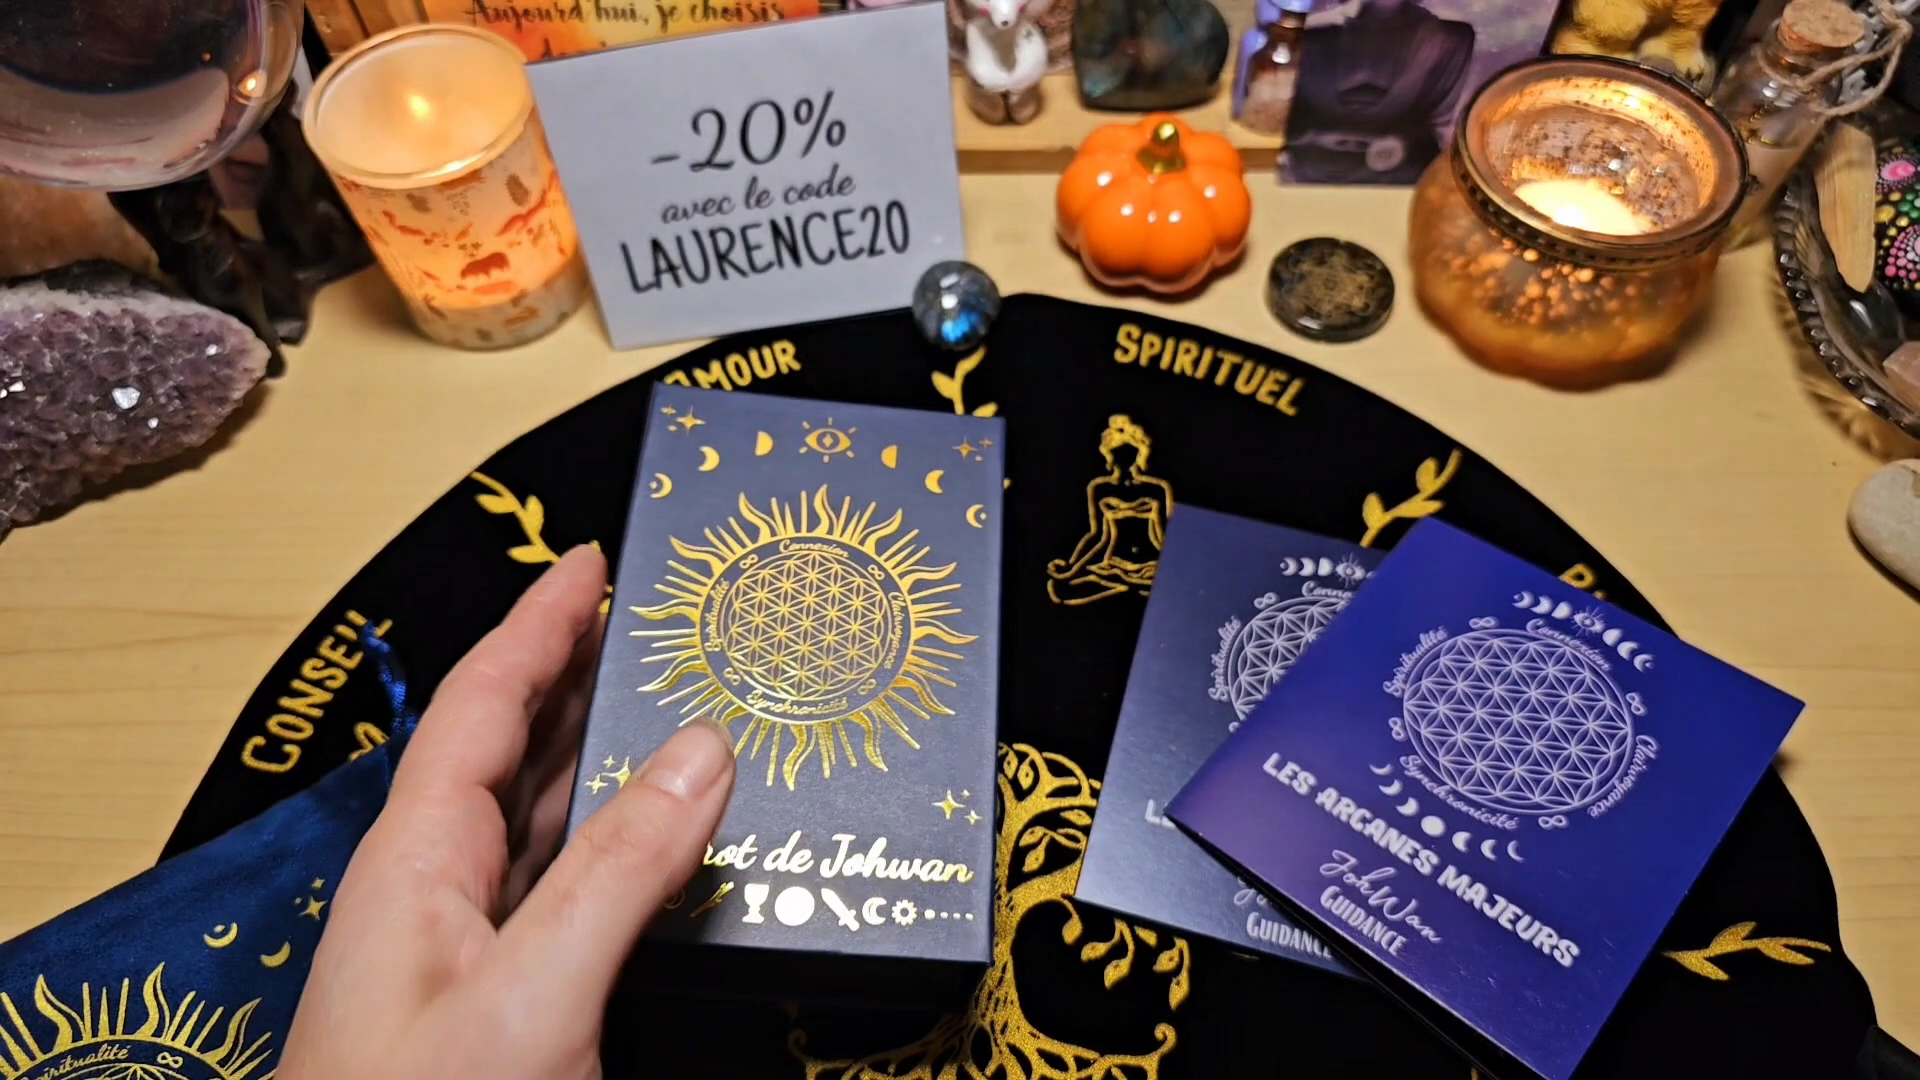 Aujourd'hui, je choisis
-20%
avec le code
LAURENCE20
AMOUR
SPIRITUEL
CONSEIL
Connexion
Clairvoyance
Synchronicité
Spiritualité
de Johwan
Spiritualité
GUIDANCE
Connexion
Clairvoyance
Synchronicité
Spiritualité
LES ARCANES MAJEURS
JohWan
GUIDANCE
Spiritualité